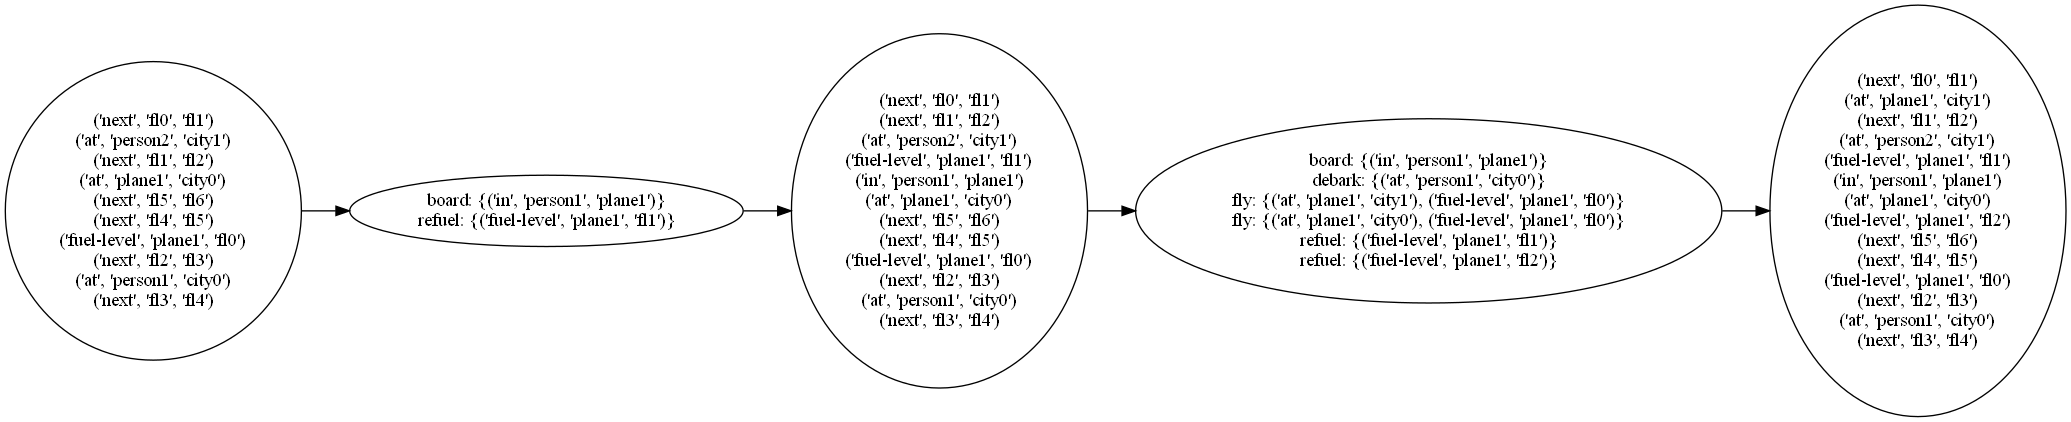 ('next', 'fl0', 'fl1')
('at', 'person2', 'city1')
('next', 'fl1', 'fl2')
('at', 'plane1', 'city0')
('next', 'fl5', 'fl6')
('next', 'fl4', 'fl5')
('fuel-level', 'plane1', 'fl0')
('next', 'fl2', 'fl3')
('at', 'person1', 'city0')
('next', 'fl3', 'fl4')
board: {('in', 'person1', 'plane1')}
refuel: {('fuel-level', 'plane1', 'fl1')}
('next', 'fl0', 'fl1')
('next', 'fl1', 'fl2')
('at', 'person2', 'city1')
('fuel-level', 'plane1', 'fl1')
('in', 'person1', 'plane1')
('at', 'plane1', 'city0')
('next', 'fl5', 'fl6')
('next', 'fl4', 'fl5')
('fuel-level', 'plane1', 'fl0')
('next', 'fl2', 'fl3')
('at', 'person1', 'city0')
('next', 'fl3', 'fl4')
board: {('in', 'person1', 'plane1')}
debark: {('at', 'person1', 'city0')}
fly: {('at', 'plane1', 'city1'), ('fuel-level', 'plane1', 'fl0')}
fly: {('at', 'plane1', 'city0'), ('fuel-level', 'plane1', 'fl0')}
refuel: {('fuel-level', 'plane1', 'fl1')}
refuel: {('fuel-level', 'plane1', 'fl2')}
('next', 'fl0', 'fl1')
('at', 'plane1', 'city1')
('next', 'fl1', 'fl2')
('at', 'person2', 'city1')
('fuel-level', 'plane1', 'fl1')
('in', 'person1', 'plane1')
('at', 'plane1', 'city0')
('fuel-level', 'plane1', 'fl2')
('next', 'fl5', 'fl6')
('next', 'fl4', 'fl5')
('fuel-level', 'plane1', 'fl0')
('next', 'fl2', 'fl3')
('at', 'person1', 'city0')
('next', 'fl3', 'fl4')